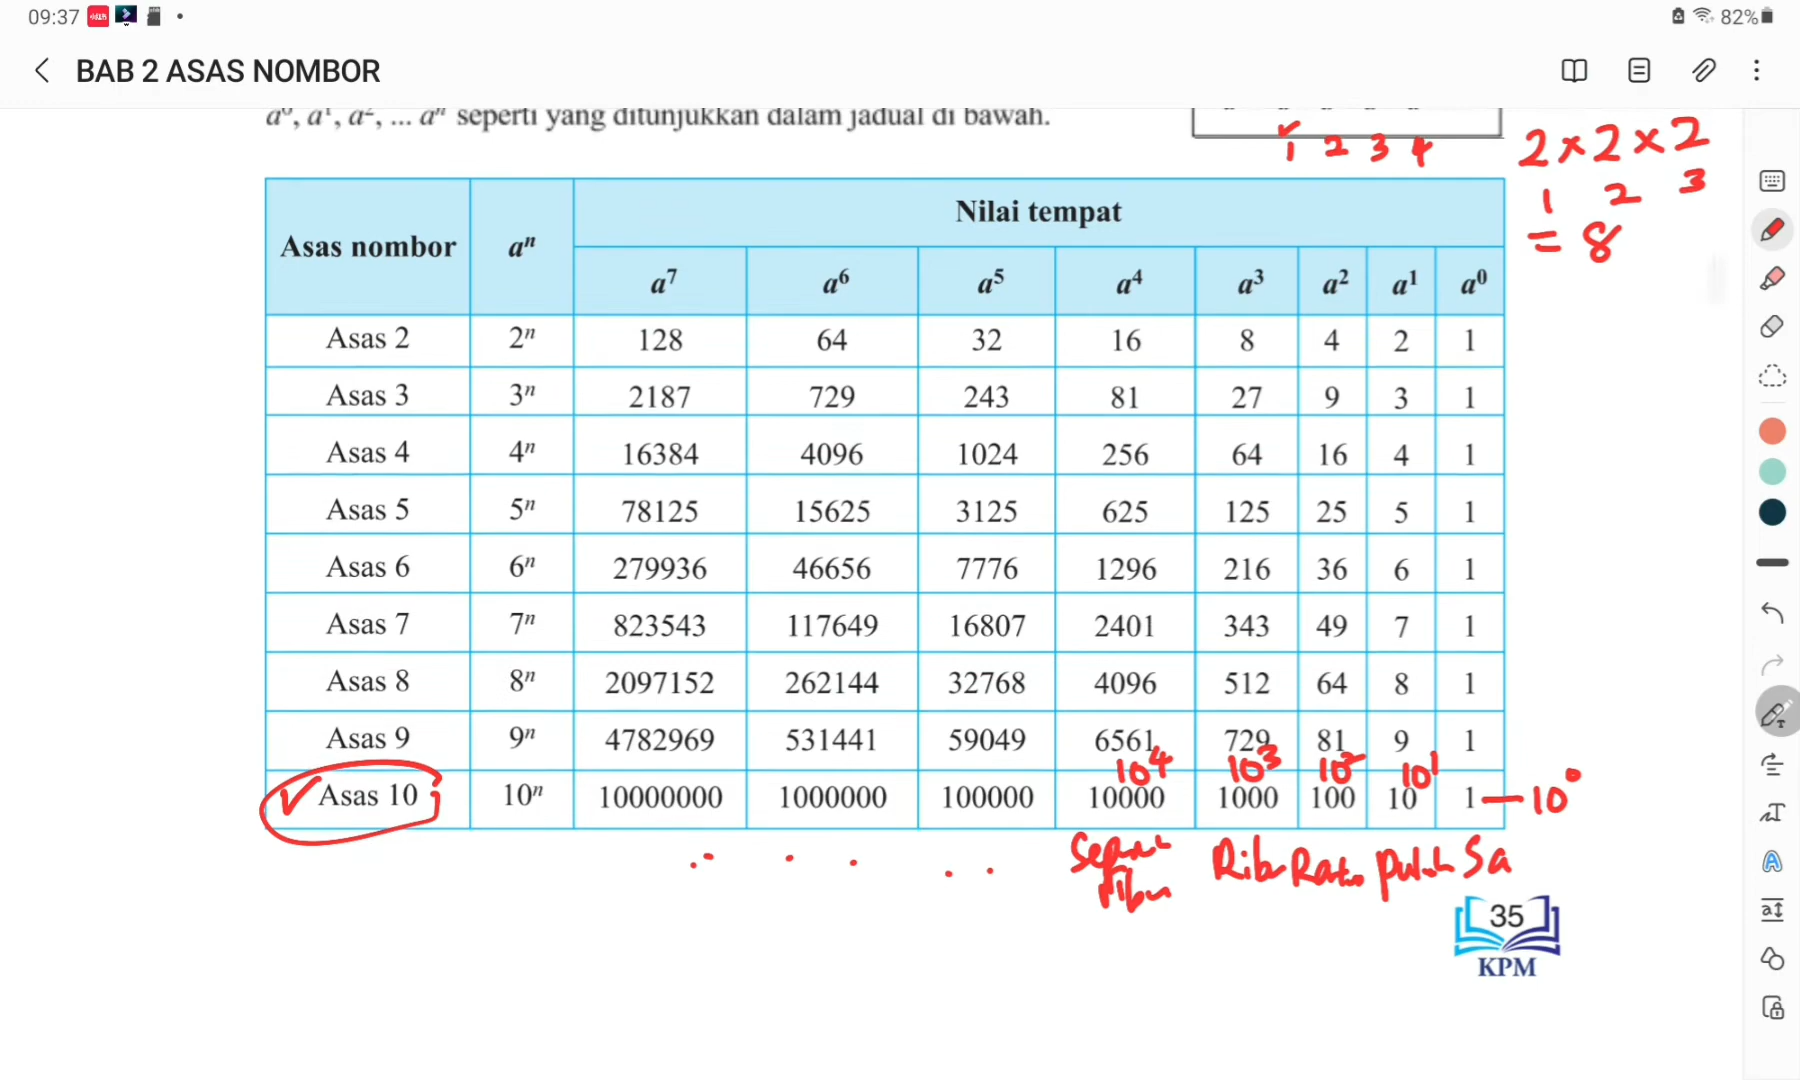 09:37
82%
BAB 2 ASAS NOMBOR
a⁰, a¹, a², ... aⁿ seperti yang ditunjukkan dalam jadual di bawah.
1 2 3 4
2 × 2 × 2
1 2 3
= 8
Asas nombor aⁿ Nilai tempat
a⁷ a⁶ a⁵ a⁴ a³ a² a¹ a⁰
Asas 2 2ⁿ 128 64 32 16 8 4 2 1
Asas 3 3ⁿ 2187 729 243 81 27 9 3 1
Asas 4 4ⁿ 16384 4096 1024 256 64 16 4 1
Asas 5 5ⁿ 78125 15625 3125 625 125 25 5 1
Asas 6 6ⁿ 279936 46656 7776 1296 216 36 6 1
Asas 7 7ⁿ 823543 117649 16807 2401 343 49 7 1
Asas 8 8ⁿ 2097152 262144 32768 4096 512 64 8 1
Asas 9 9ⁿ 4782969 531441 59049 6561 729 81 9 1
10⁴ 10³ 10² 10¹
Asas 10 10ⁿ 10000000 1000000 100000 10000 1000 100 10 1 — 10⁰
Ribu Ratus Puluh Sa
Ribu
35
KPM